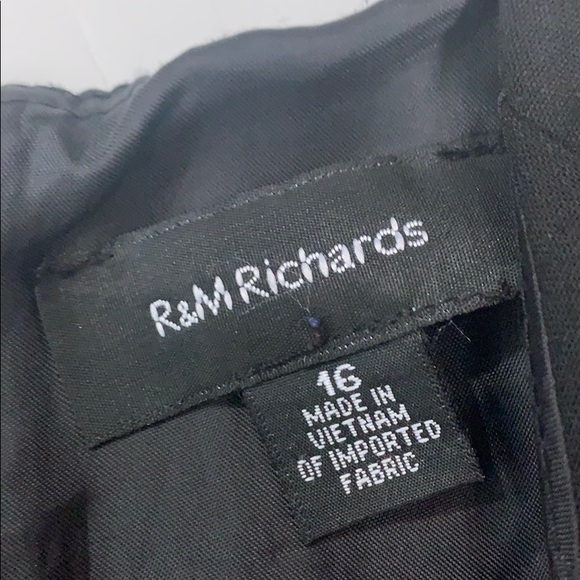 R&M Richards
16
MADE IN
VIETNAM
OF IMPORTED
FABRIC